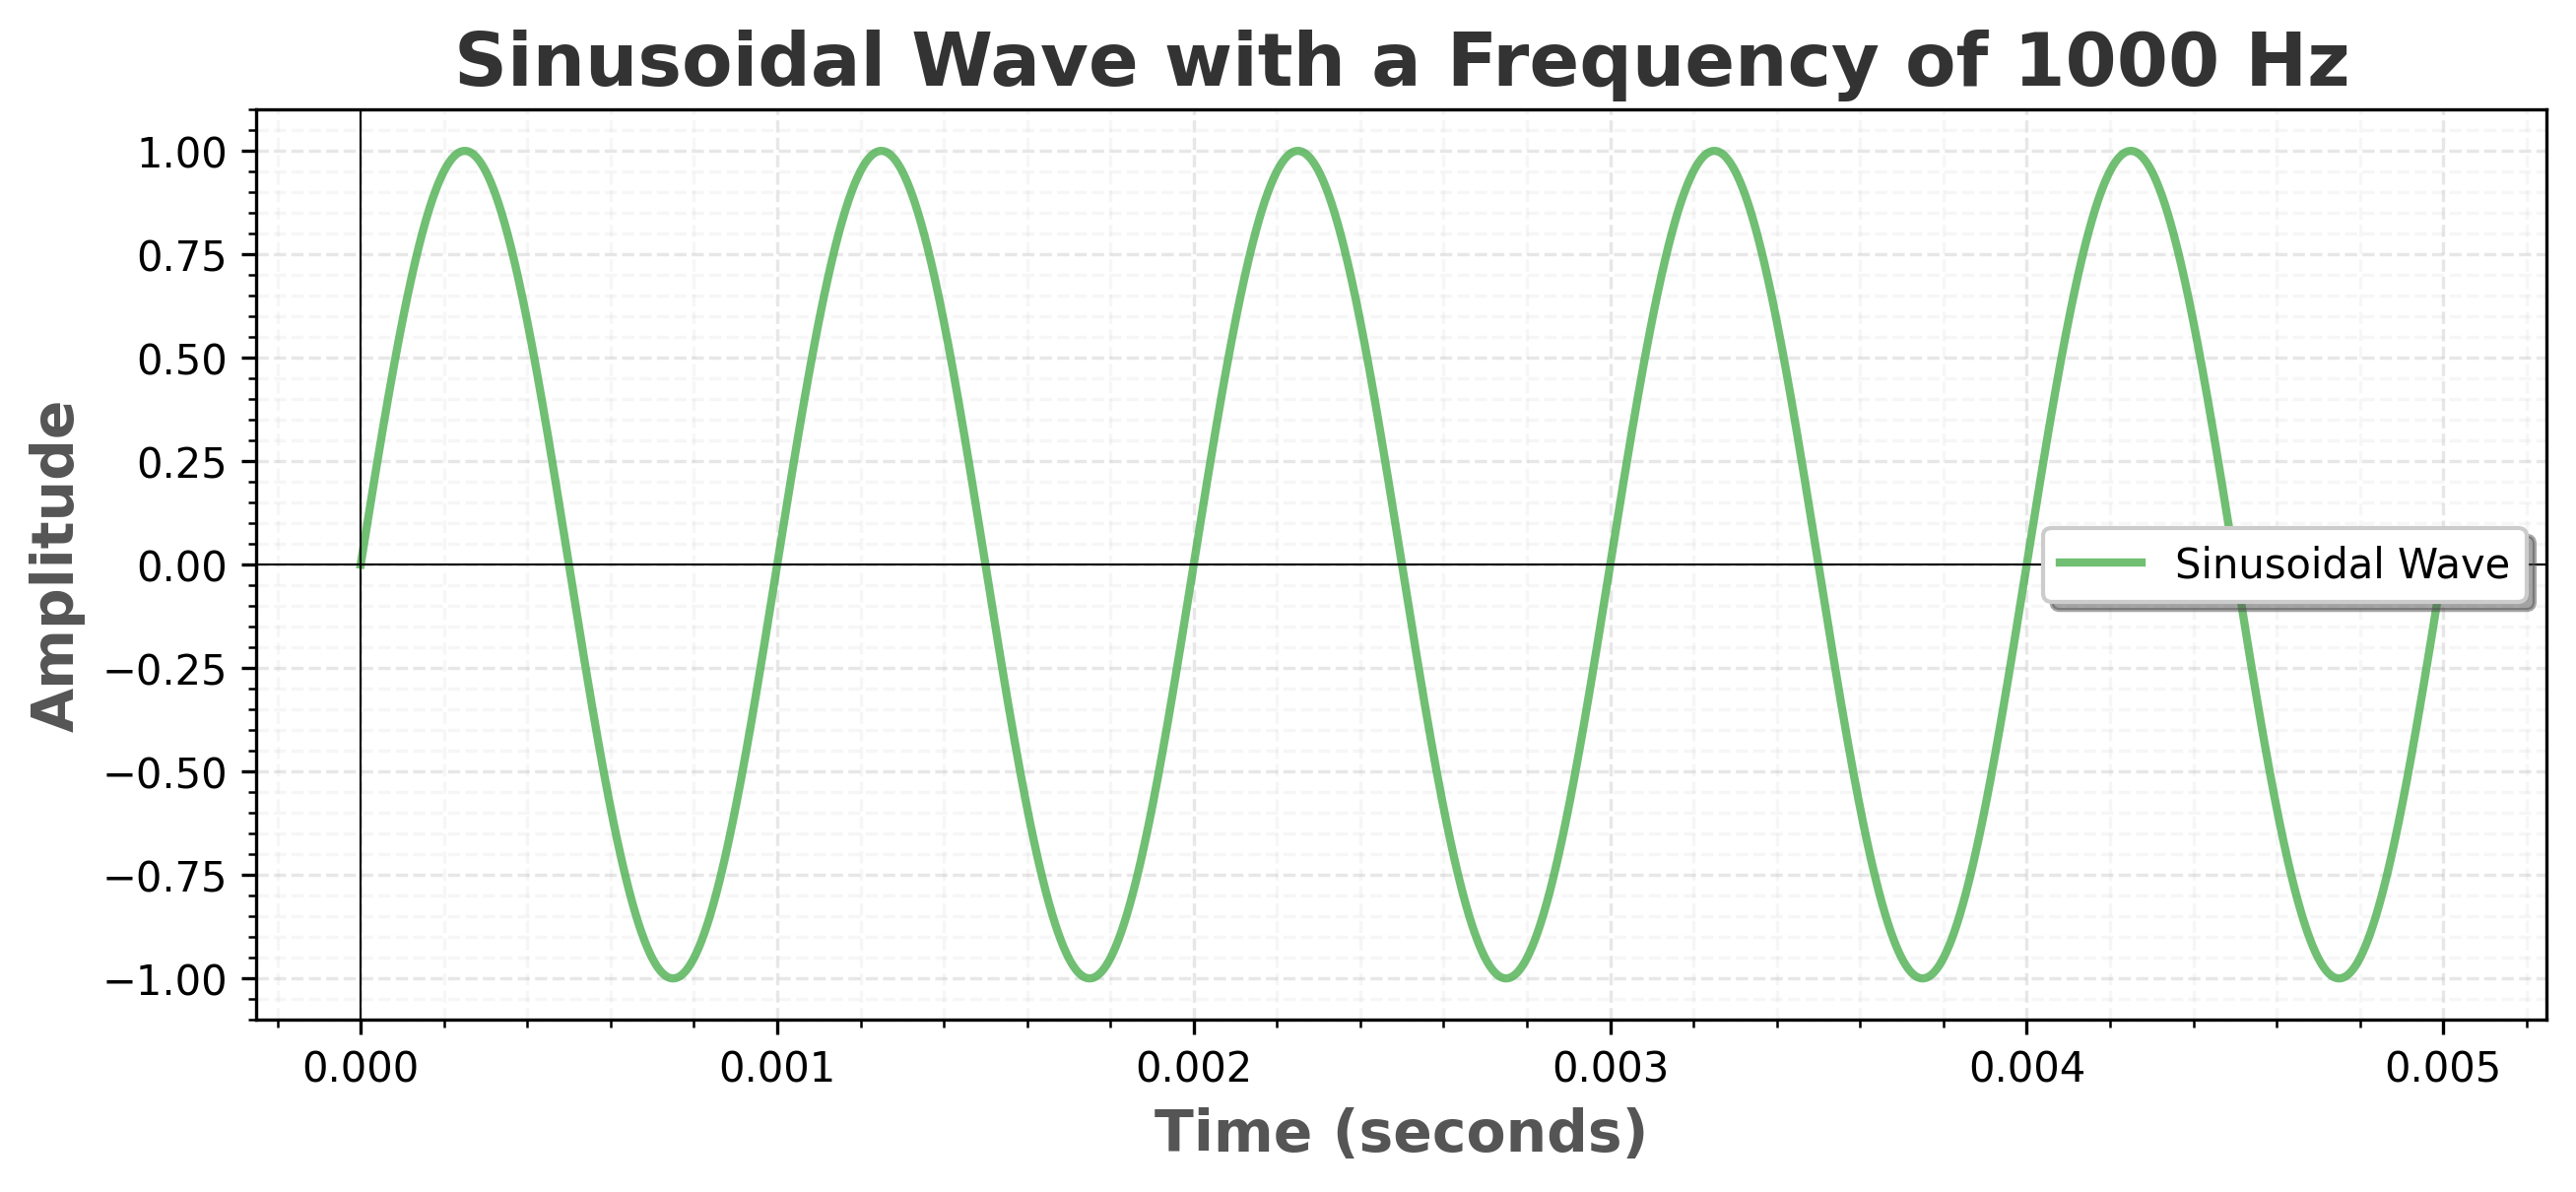 Sinusoidal Wave with a Frequency of 1000 Hz
Amplitude
1.00
0.75
0.50
0.25
0.00
−0.25
−0.50
−0.75
−1.00
Sinusoidal Wave
0.000 0.001 0.002 0.003 0.004 0.005
Time (seconds)